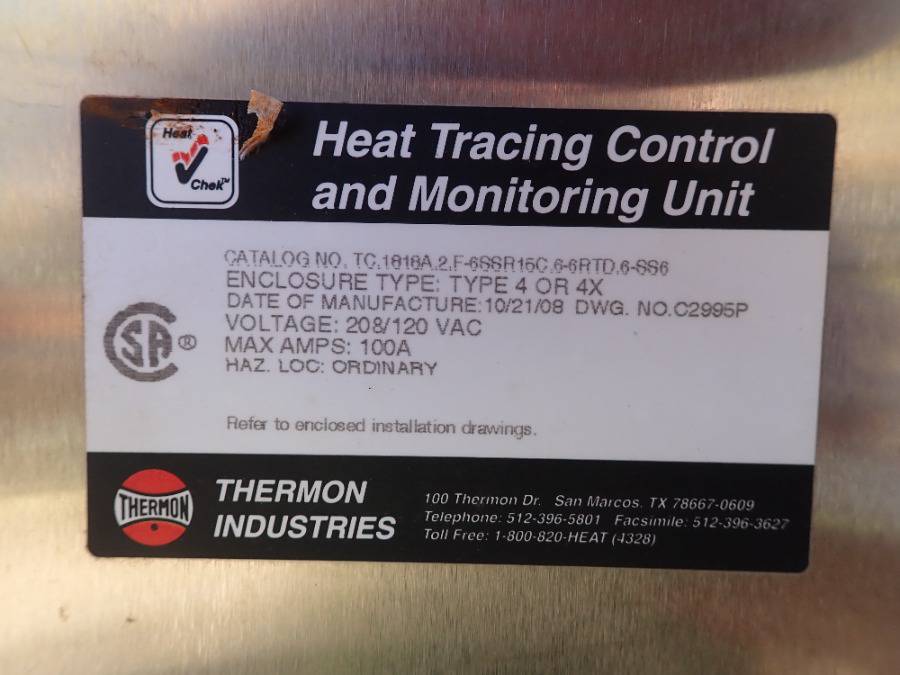 Heat
Chek™
Heat Tracing Control
and Monitoring Unit
CATALOG NO. TC.1818A.2.F-6SSR15C.6-6RTD.6-SS6
ENCLOSURE TYPE: TYPE 4 OR 4X
DATE OF MANUFACTURE: 10/21/08 DWG. NO.C2995P
VOLTAGE: 208/120 VAC
MAX AMPS: 100A
HAZ. LOC: ORDINARY
SA ®
Refer to enclosed installation drawings.
THERMON
THERMON
INDUSTRIES
100 Thermon Dr. San Marcos, TX 78667-0609
Telephone: 512-396-5801 Facsimile: 512-396-3627
Toll Free: 1-800-820-HEAT (4328)